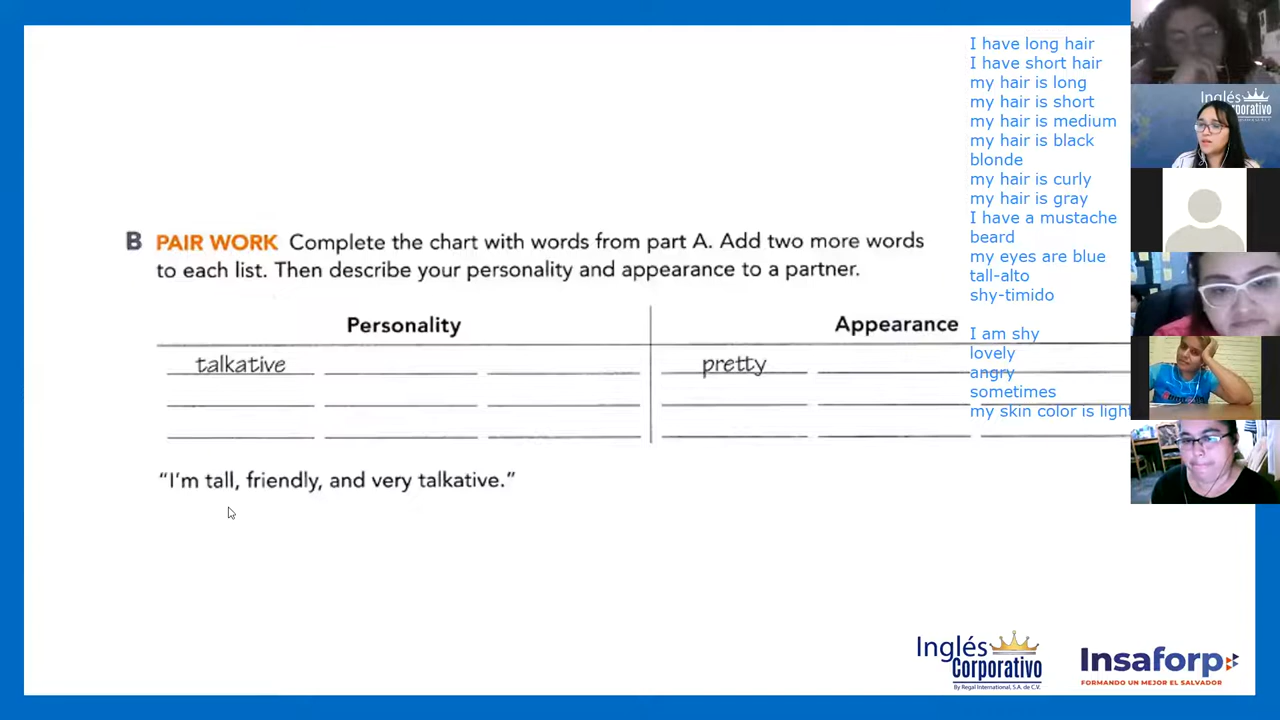 B PAIR WORK Complete the chart with words from part A. Add two more words
to each list. Then describe your personality and appearance to a partner.
Personality
Appearance
talkative
pretty
“I’m tall, friendly, and very talkative.”
I have long hair
I have short hair
my hair is long
my hair is short
my hair is medium
my hair is black
blonde
my hair is curly
my hair is gray
I have a mustache
beard
my eyes are blue
tall-alto
shy-timido
I am shy
lovely
angry
sometimes
my skin color is light
Inglés
Corporativo
Inglés
Corporativo
By Regal International, S.A. de C.V.
Insaforp
FORMANDO UN MEJOR EL SALVADOR